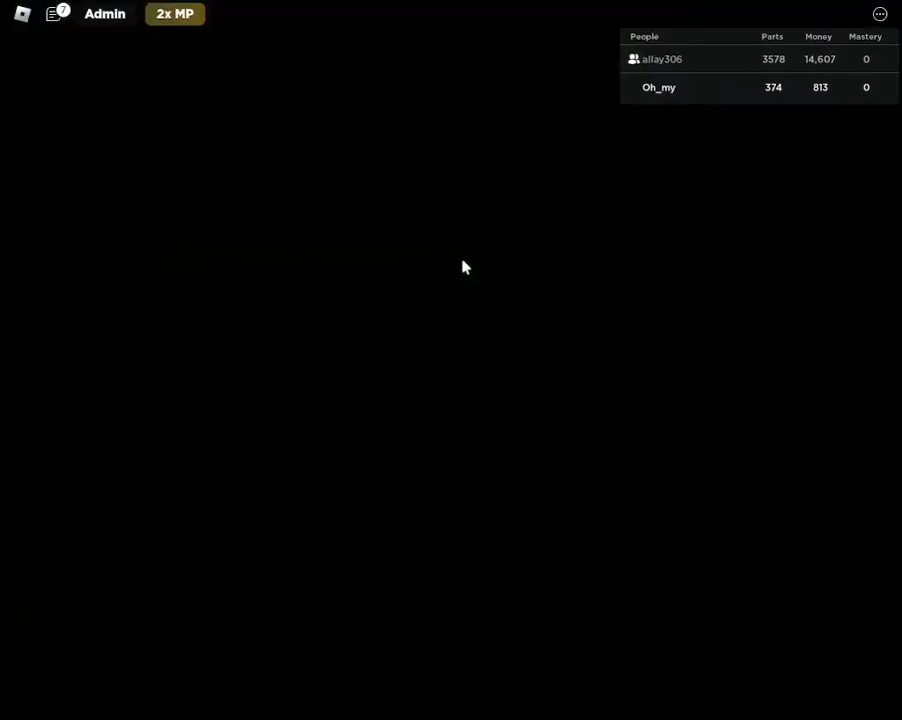 7 Admin 2x MP
People Parts Money Mastery
allay306 3578 14,607 0
Oh_my 374 813 0